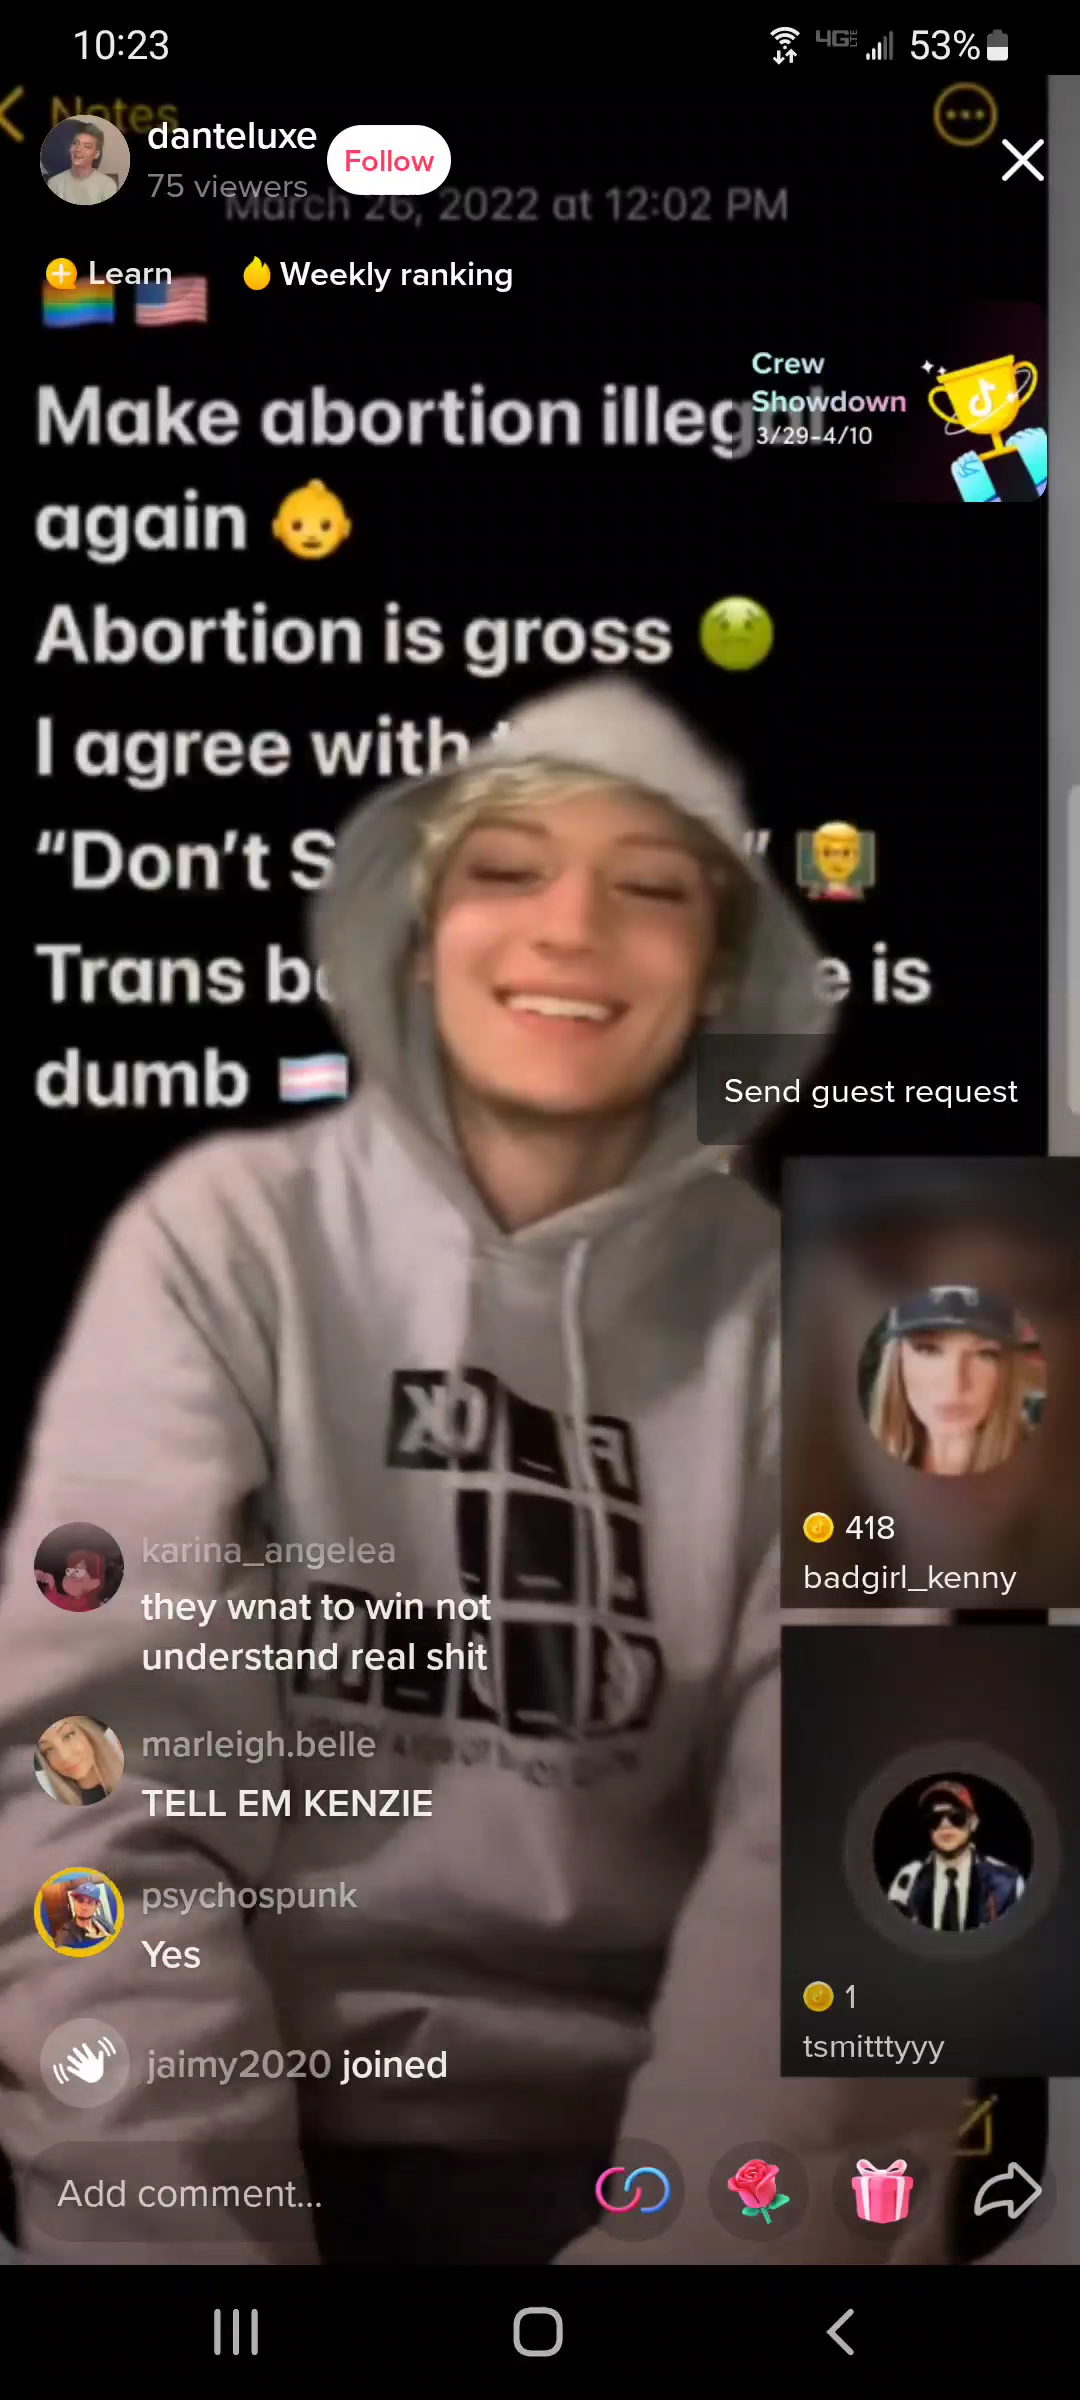 10:23
4G LTE
53%
Notes
danteluxe
Follow
75 viewers
March 26, 2022 at 12:02 PM
Learn
Weekly ranking
Crew
Showdown
3/29-4/10
Make abortion illeg
again 👶
Abortion is gross 🤢
I agree with
“Don’t S ” 👨‍🏫
Trans b e is
dumb 🏳️‍⚧️
Send guest request
418
badgirl_kenny
karina_angelea
they wnat to win not
understand real shit
marleigh.belle
TELL EM KENZIE
psychospunk
Yes
1
tsmitttyyy
jaimy2020 joined
Add comment...